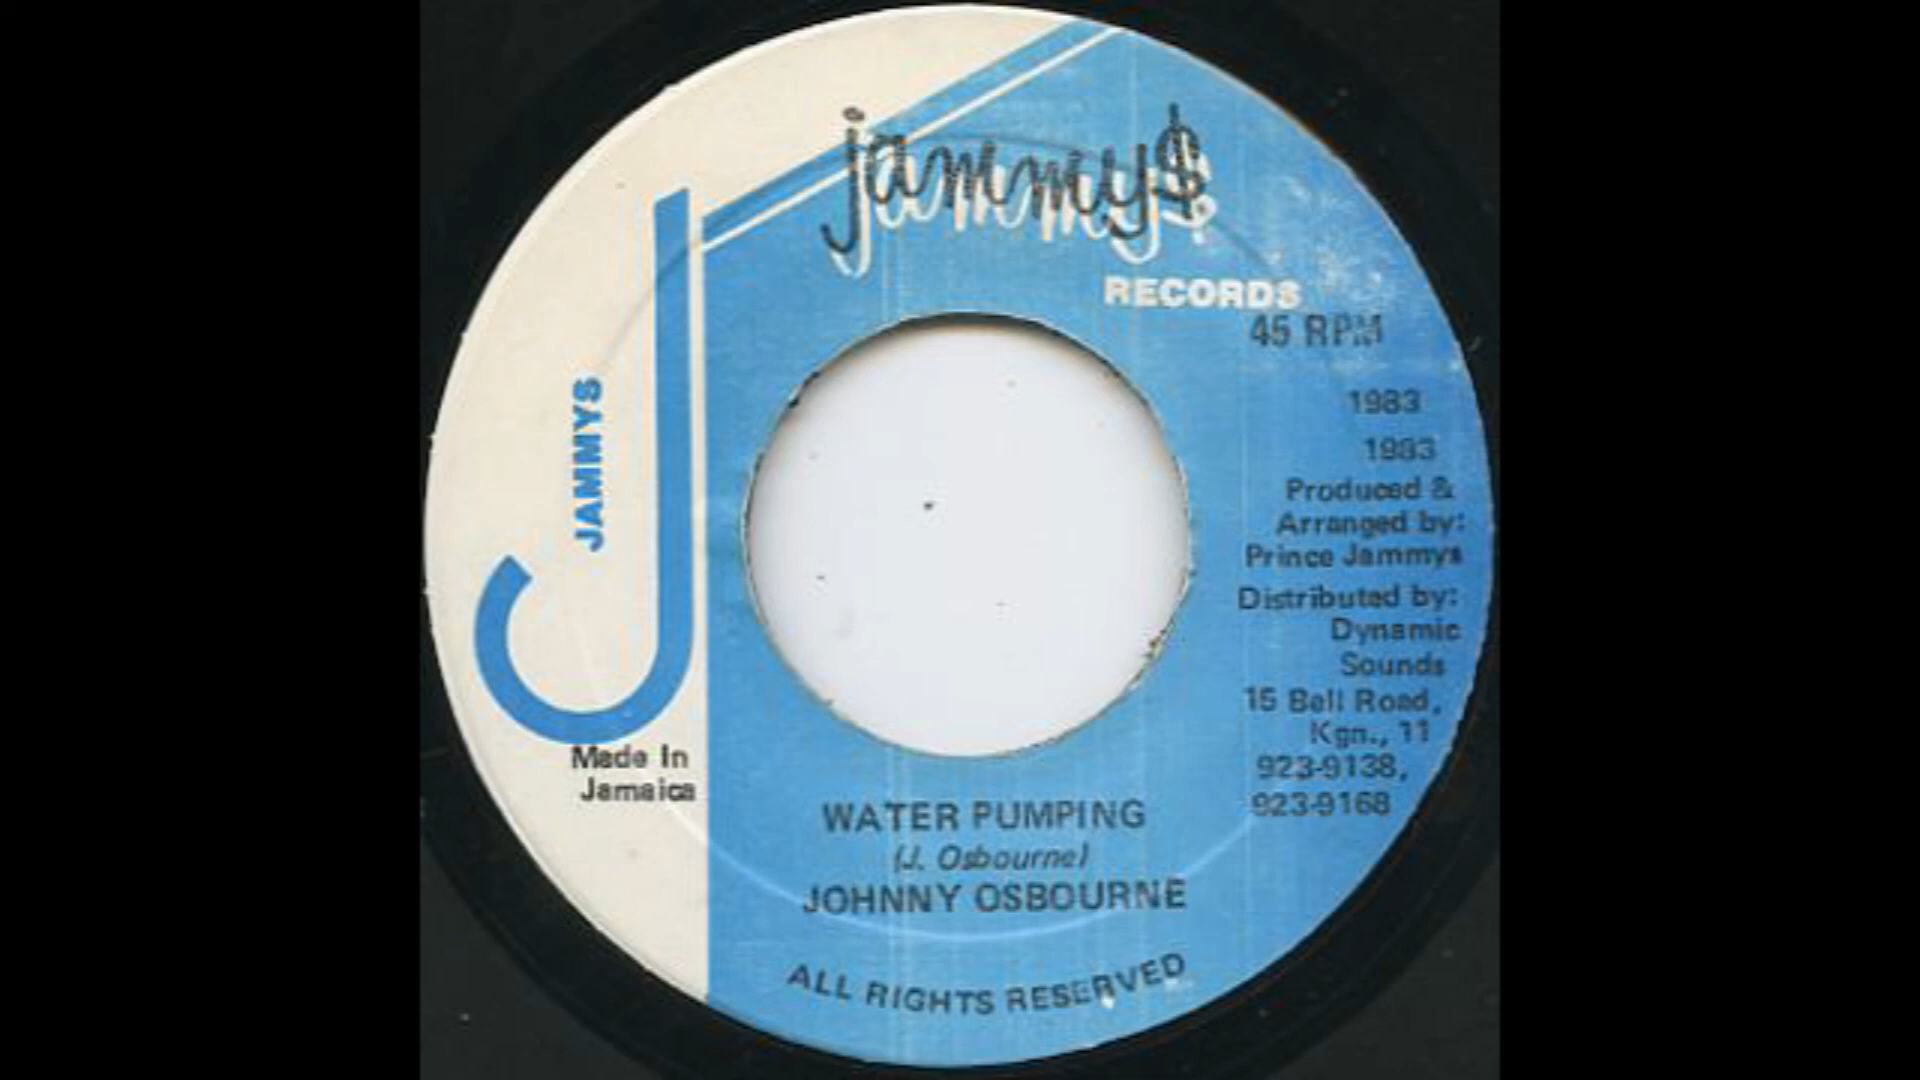 jammy$
RECORDS
45 RPM
1983
1983
Produced &
Arranged by:
Prince Jammys
Distributed by:
Dynamic
Sounds
15 Bell Road,
Kgn., 11
923-9138,
923-9168
JAMMYS
Made In
Jamaica
WATER PUMPING
(J. Osbourne)
JOHNNY OSBOURNE
ALL RIGHTS RESERVED